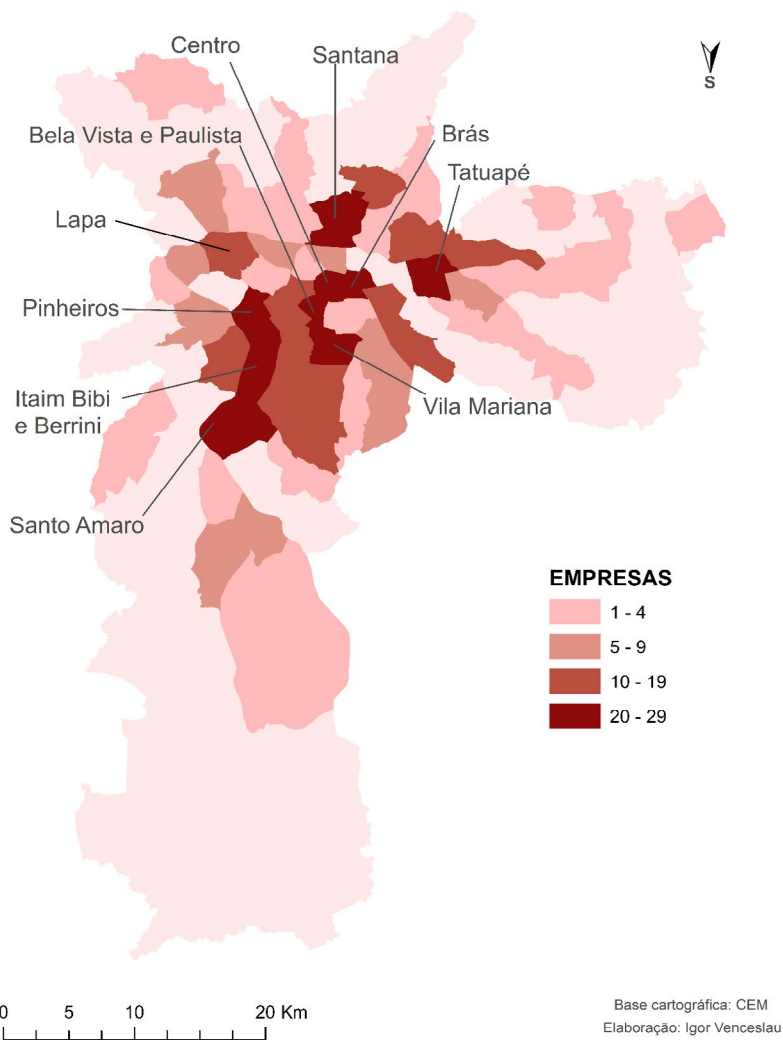 Centro
Santana
S
Bela Vista e Paulista
Brás
Tatuapé
Lapa
Pinheiros
Itaim Bibi
e Berrini
Vila Mariana
Santo Amaro
EMPRESAS
1 - 4
5 - 9
10 - 19
20 - 29
0 5 10 20 Km
Base cartográfica: CEM
Elaboração: Igor Venceslau